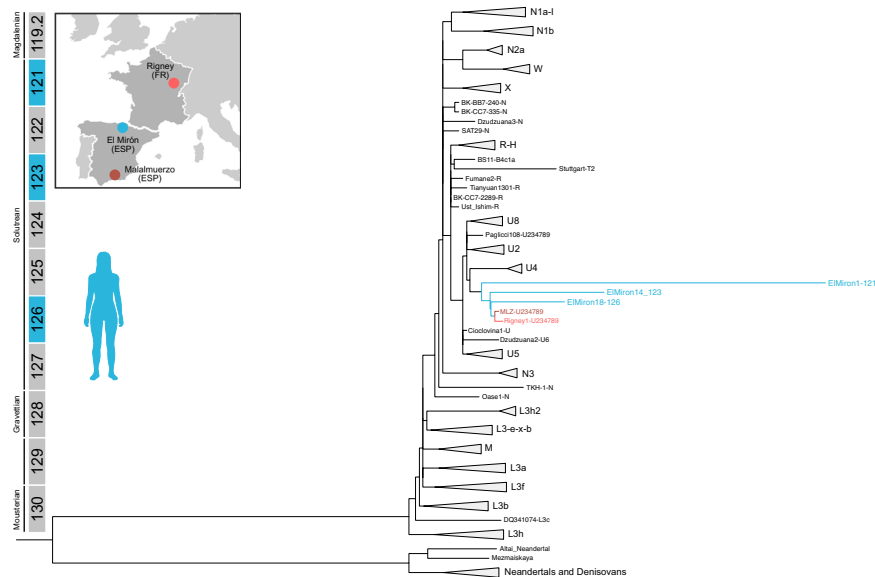 Magdalenian
Solutrean
Gravettian
Mousterian
119.2
121
122
123
124
125
126
127
128
129
130
Rigney
(FR)
El Mirón
(ESP)
Malalmuerzo
(ESP)
N1a-I
N1b
N2a
W
X
BK-BB7-240-N
BK-CC7-335-N
Dzudzuana3-N
SAT29-N
R-H
BS11-B4c1a
Stuttgart-T2
Fumane2-R
Tianyuan1301-R
BK-CC7-2289-R
Ust_Ishim-R
U8
Paglicci108-U234789
U2
U4
ElMiron1-121
ElMiron14_123
ElMiron18-126
MLZ-U234789
Rigney1-U234789
Cioclovina1-U
Dzudzuana2-U6
U5
N3
TKH-1-N
Oase1-N
L3h2
L3-e-x-b
M
L3a
L3f
L3b
DQ341074-L3c
L3h
Altai_Neandertal
Mezmaiskaya
Neandertals and Denisovans